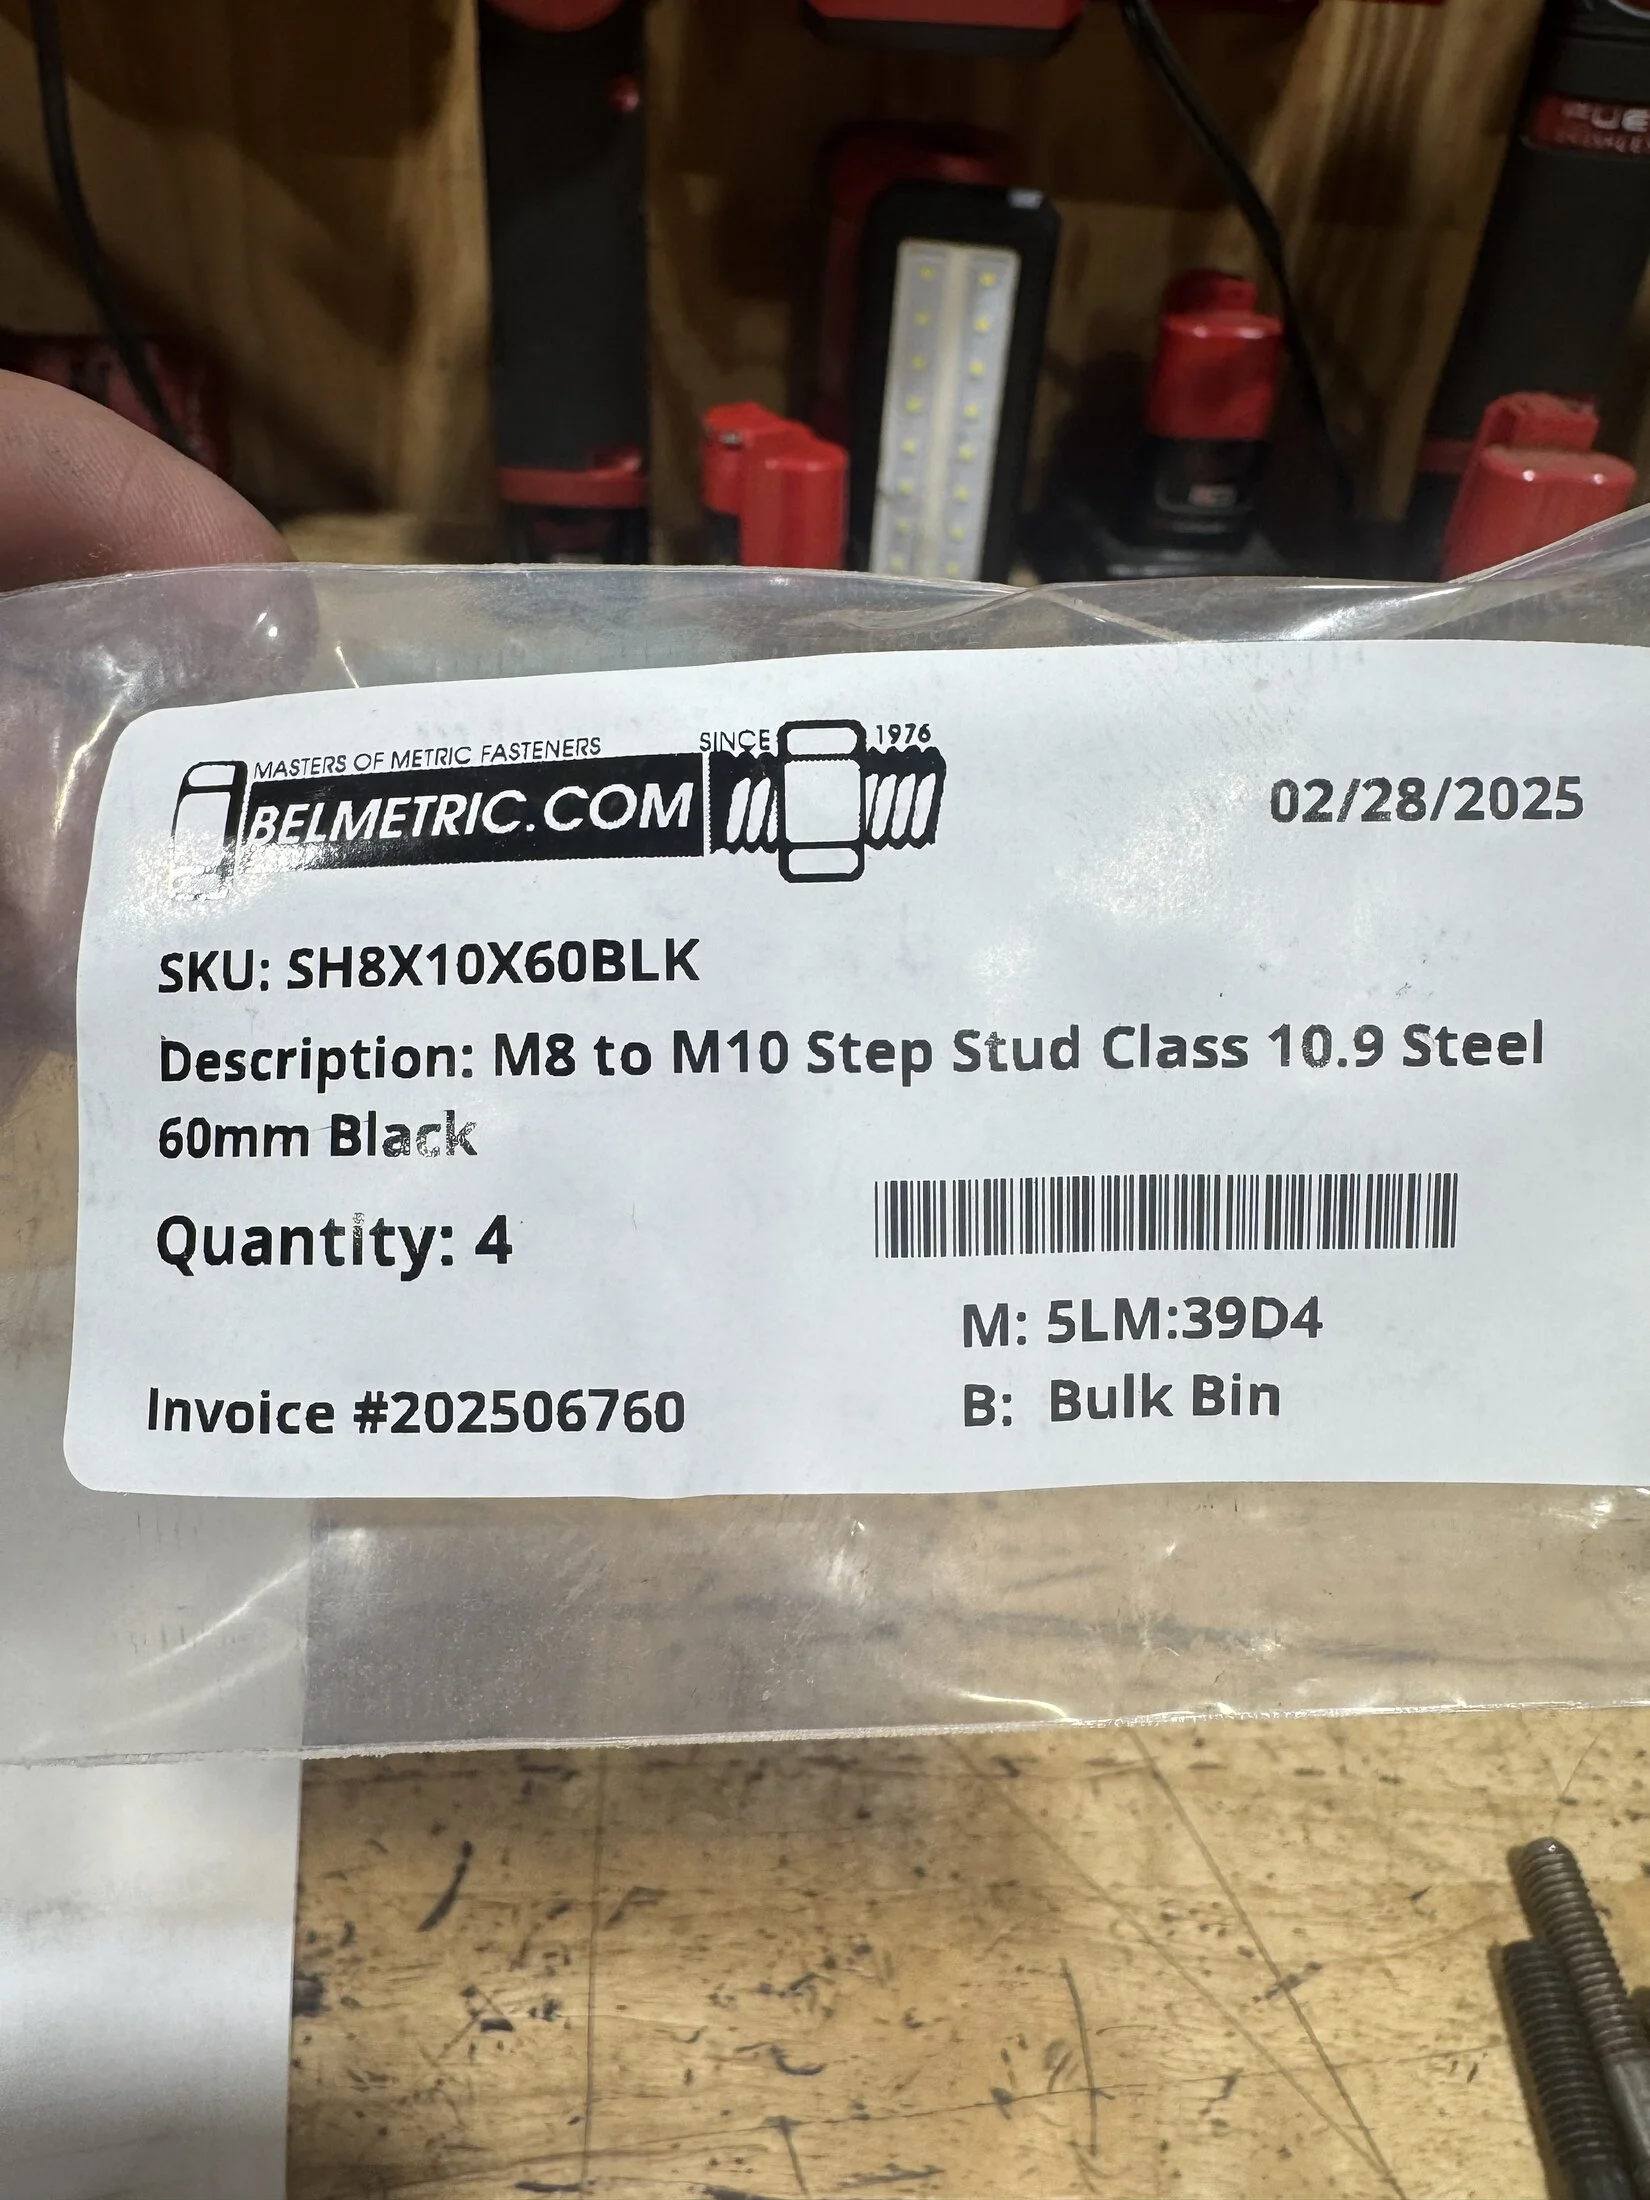 MASTERS OF METRIC FASTENERS
SINCE 1976
BELMETRIC.COM
02/28/2025
SKU: SH8X10X60BLK
Description: M8 to M10 Step Stud Class 10.9 Steel
60mm Black
Quantity: 4
M: 5LM:39D4
B: Bulk Bin
Invoice #202506760